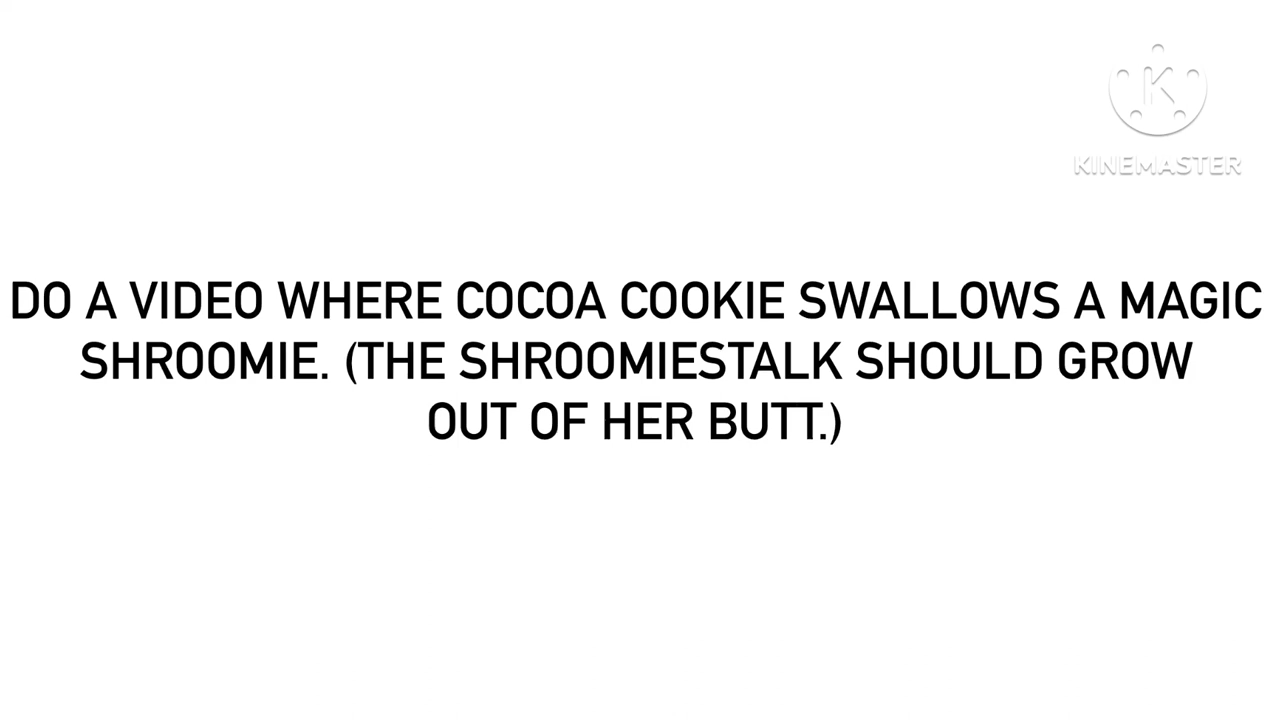 KINEMASTER
DO A VIDEO WHERE COCOA COOKIE SWALLOWS A MAGIC
SHROOMIE. (THE SHROOMIESTALK SHOULD GROW
OUT OF HER BUTT.)